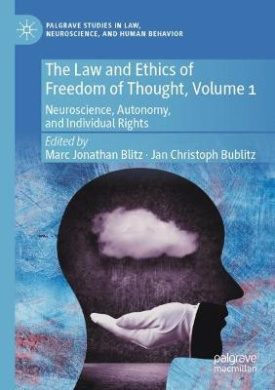 PALGRAVE STUDIES IN LAW,
NEUROSCIENCE, AND HUMAN BEHAVIOR
The Law and Ethics of
Freedom of Thought, Volume 1
Neuroscience, Autonomy,
and Individual Rights
Edited by
Marc Jonathan Blitz · Jan Christoph Bublitz
palgrave
macmillan